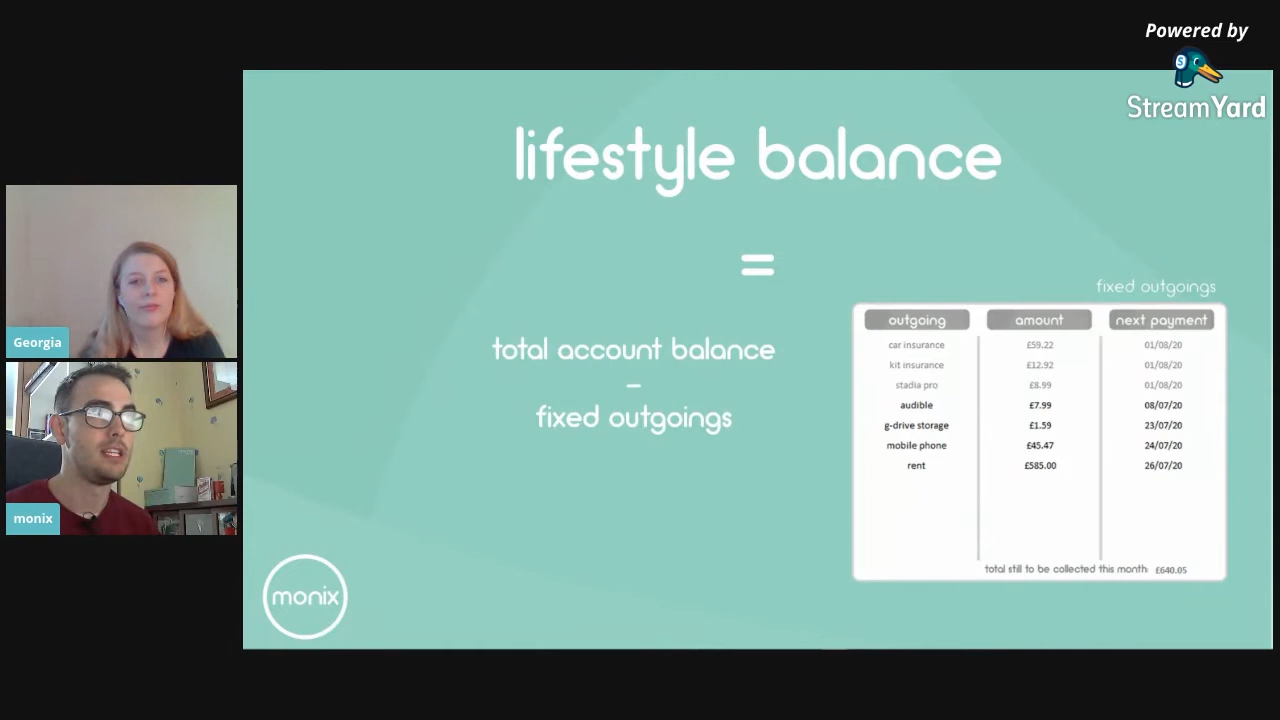 Powered by
StreamYard
lifestyle balance
=
total account balance
–
fixed outgoings
fixed outgoings
outgoing amount next payment
car insurance £59.22 01/08/20
kit insurance £12.92 01/08/20
stadia pro £8.99 01/08/20
audible £7.99 08/07/20
g-drive storage £1.59 23/07/20
mobile phone £45.47 24/07/20
rent £585.00 26/07/20
total still to be collected this month: £640.05
monix
Georgia
monix